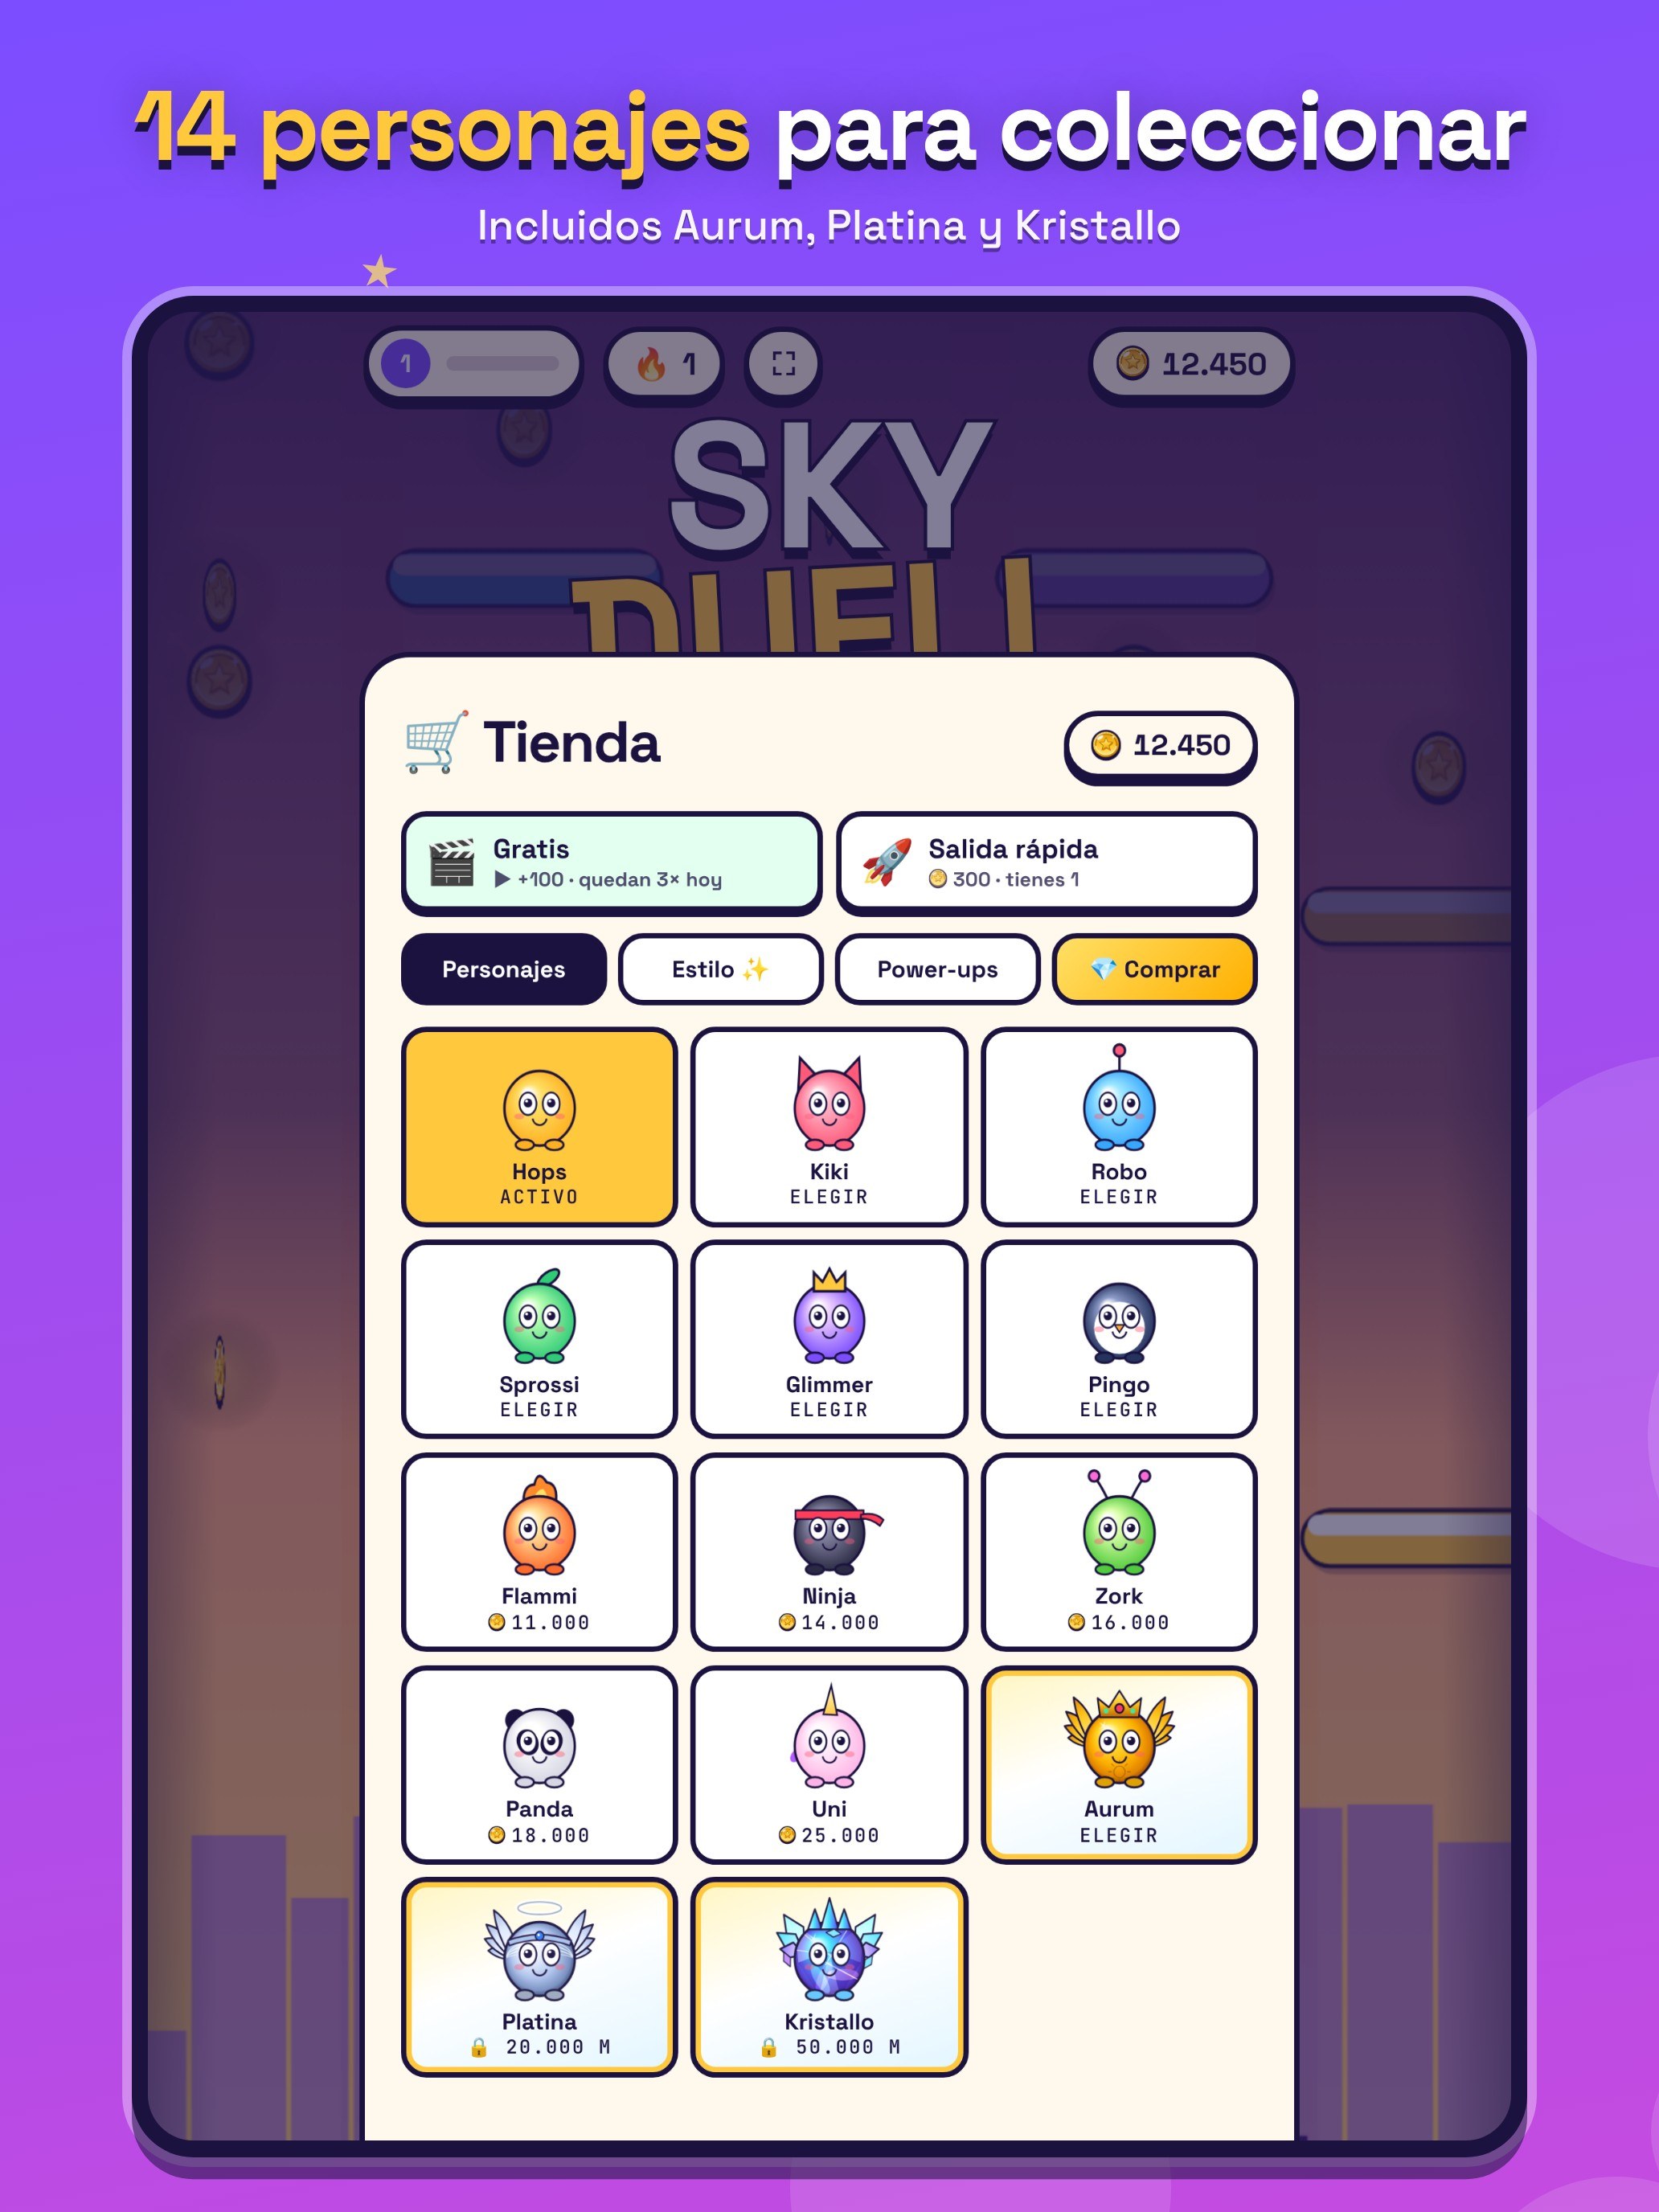 14 personajes para coleccionar
Incluidos Aurum, Platina y Kristallo
1
1
12.450
SKY
DUELL
Tienda
12.450
Gratis
+100 · quedan 3× hoy
Salida rápida
300 · tienes 1
Personajes
Estilo
Power-ups
Comprar
Hops
ACTIVO
Kiki
ELEGIR
Robo
ELEGIR
Sprossi
ELEGIR
Glimmer
ELEGIR
Pingo
ELEGIR
Flammi
11.000
Ninja
14.000
Zork
16.000
Panda
18.000
Uni
25.000
Aurum
ELEGIR
Platina
20.000 M
Kristallo
50.000 M